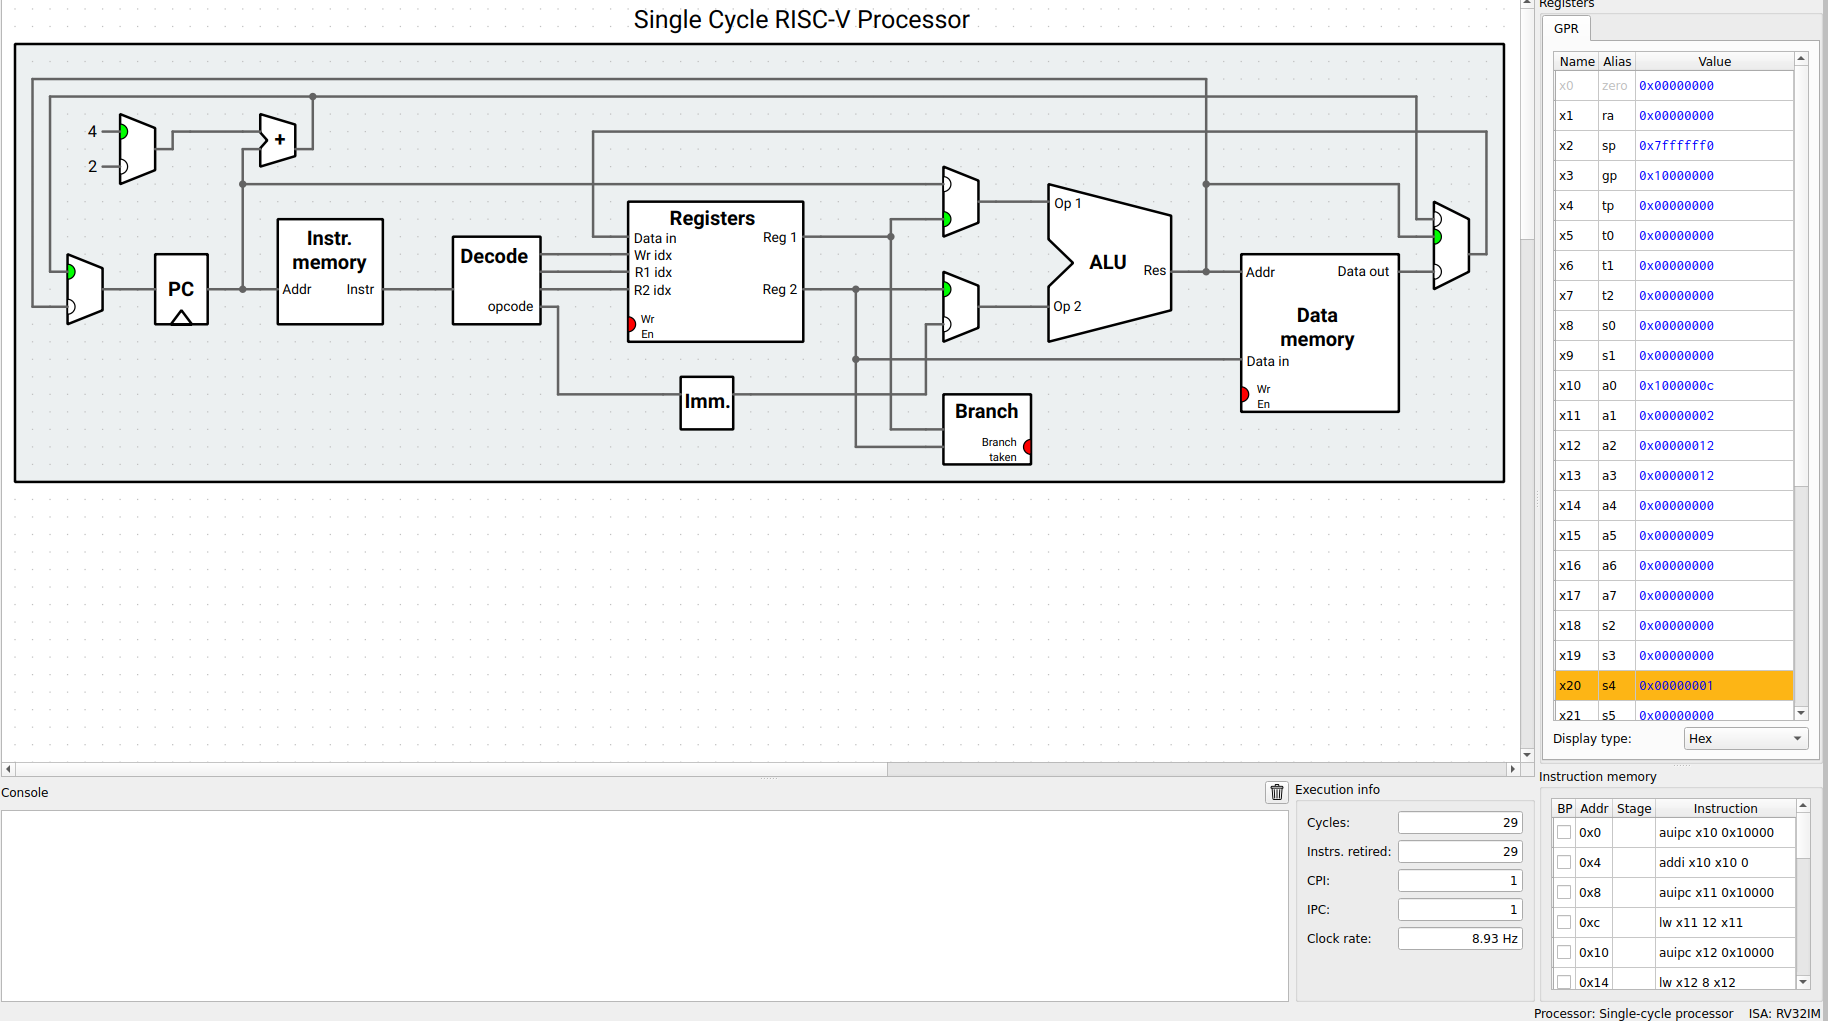 Single Cycle RISC-V Processor
4
2
+
PC
Instr.
memory
Addr
Instr
Decode
opcode
Registers
Data in
Wr idx
R1 idx
R2 idx
Wr
En
Reg 1
Reg 2
Imm.
Op 1
Op 2
ALU
Res
Branch
Branch
taken
Addr
Data out
Data
memory
Data in
Wr
En
Registers
GPR
Name Alias Value
x0 zero 0x00000000
x1 ra 0x00000000
x2 sp 0x7ffffff0
x3 gp 0x10000000
x4 tp 0x00000000
x5 t0 0x00000000
x6 t1 0x00000000
x7 t2 0x00000000
x8 s0 0x00000000
x9 s1 0x00000000
x10 a0 0x1000000c
x11 a1 0x00000002
x12 a2 0x00000012
x13 a3 0x00000012
x14 a4 0x00000000
x15 a5 0x00000009
x16 a6 0x00000000
x17 a7 0x00000000
x18 s2 0x00000000
x19 s3 0x00000000
x20 s4 0x00000001
x21 s5 0x00000000
Display type: Hex
Console
Execution info
Cycles: 29
Instrs. retired: 29
CPI: 1
IPC: 1
Clock rate: 8.93 Hz
Instruction memory
BP Addr Stage Instruction
0x0 auipc x10 0x10000
0x4 addi x10 x10 0
0x8 auipc x11 0x10000
0xc lw x11 12 x11
0x10 auipc x12 0x10000
0x14 lw x12 8 x12
Processor: Single-cycle processor ISA: RV32IM